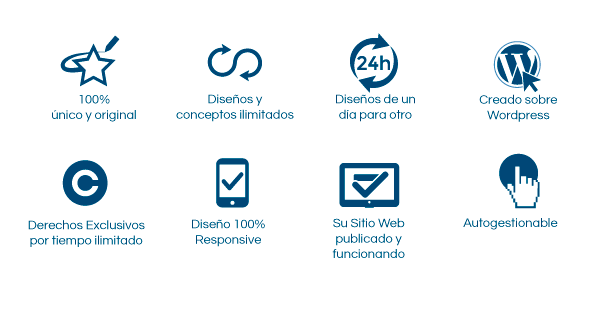 100%
único y original
Diseños y
conceptos ilimitados
24h
Diseños de un
día para otro
Creado sobre
Wordpress
Derechos Exclusivos
por tiempo ilimitado
Diseño 100%
Responsive
Su Sitio Web
publicado y
funcionando
Autogestionable